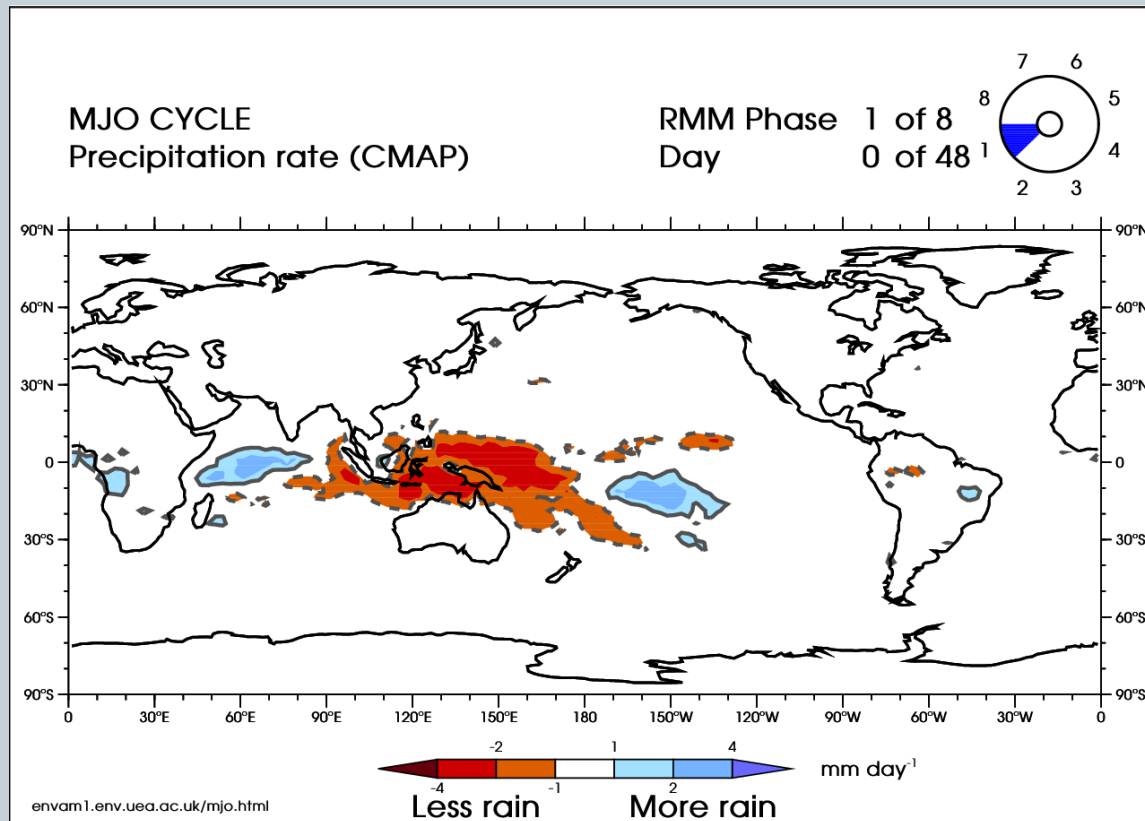 MJO CYCLE
Precipitation rate (CMAP)
RMM Phase 1 of 8
Day 0 of 48
7 6
8 5
1 4
2 3
90°N 90°N
60°N 60°N
30°N 30°N
0 0
30°S 30°S
60°S 60°S
90°S 90°S
0 30°E 60°E 90°E 120°E 150°E 180 150°W 120°W 90°W 60°W 30°W 0
-2 1 4
mm day⁻¹
-4 -1 2
Less rain More rain
envam1.env.uea.ac.uk/mjo.html